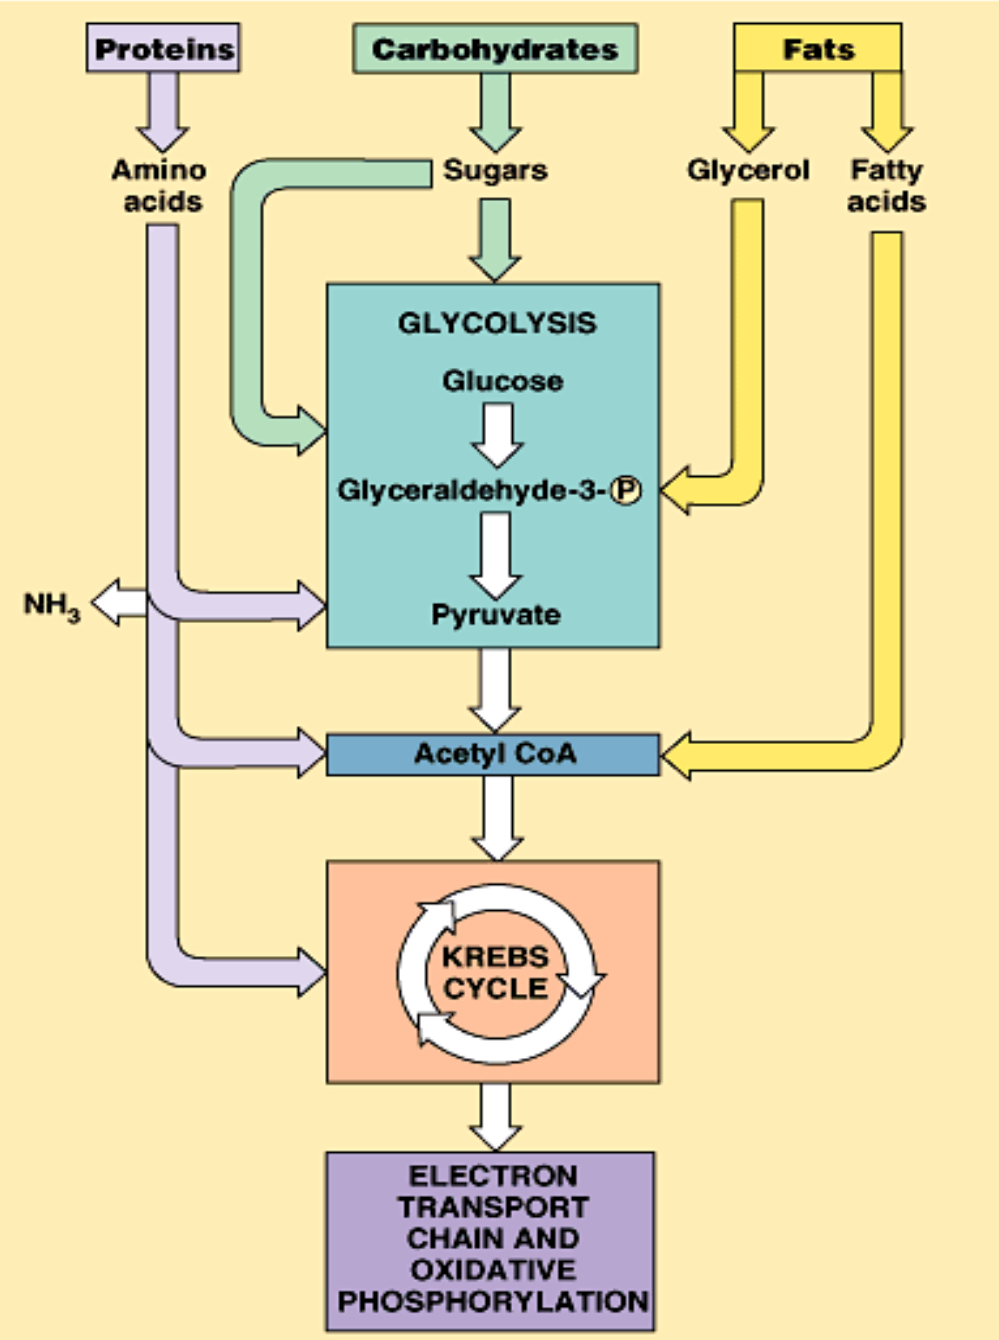 Proteins
Carbohydrates
Fats
Amino
acids
Sugars
Glycerol
Fatty
acids
GLYCOLYSIS
Glucose
Glyceraldehyde-3-P
NH₃
Pyruvate
Acetyl CoA
KREBS
CYCLE
ELECTRON
TRANSPORT
CHAIN AND
OXIDATIVE
PHOSPHORYLATION